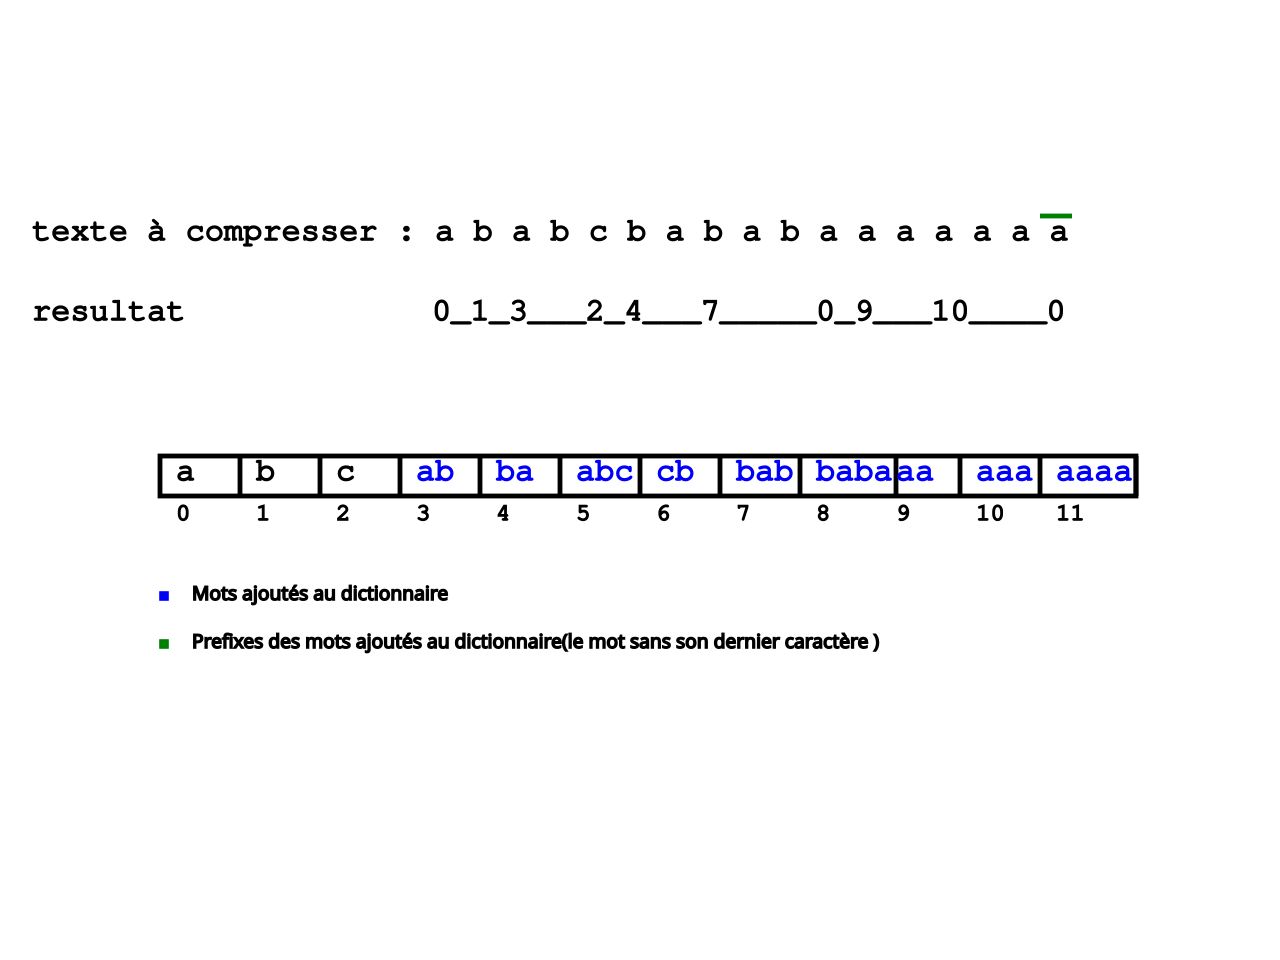 texte à compresser : a b a b c b a b a b a a a a a a a
resultat 0_1_3___2_4___7_____0_9___10____0
a b c ab ba abc cb bab baba aa aaa aaaa
0 1 2 3 4 5 6 7 8 9 10 11
Mots ajoutés au dictionnaire
Prefixes des mots ajoutés au dictionnaire(le mot sans son dernier caractère )